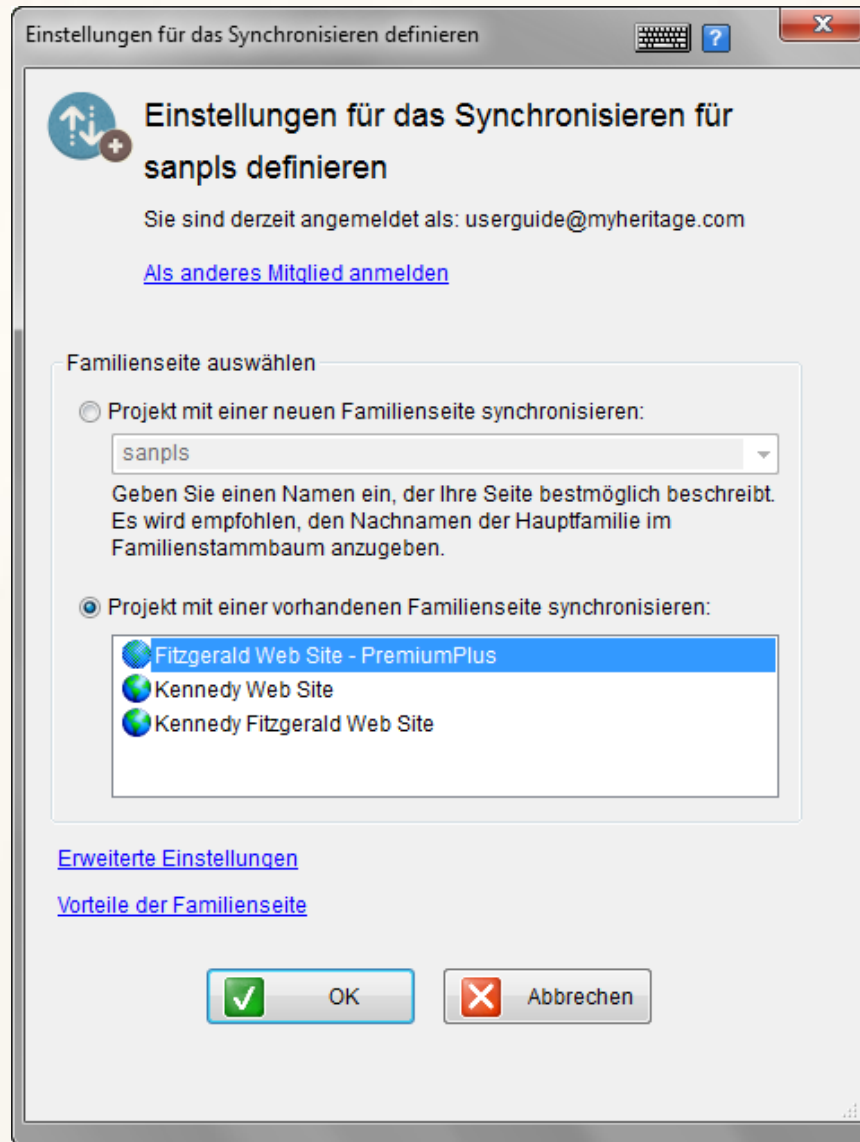 Einstellungen für das Synchronisieren definieren
Einstellungen für das Synchronisieren für
sanpls definieren
Sie sind derzeit angemeldet als: userguide@myheritage.com
Als anderes Mitglied anmelden
Familienseite auswählen
Projekt mit einer neuen Familienseite synchronisieren:
sanpls
Geben Sie einen Namen ein, der Ihre Seite bestmöglich beschreibt.
Es wird empfohlen, den Nachnamen der Hauptfamilie im
Familienstammbaum anzugeben.
Projekt mit einer vorhandenen Familienseite synchronisieren:
Fitzgerald Web Site - PremiumPlus
Kennedy Web Site
Kennedy Fitzgerald Web Site
Erweiterte Einstellungen
Vorteile der Familienseite
OK
Abbrechen